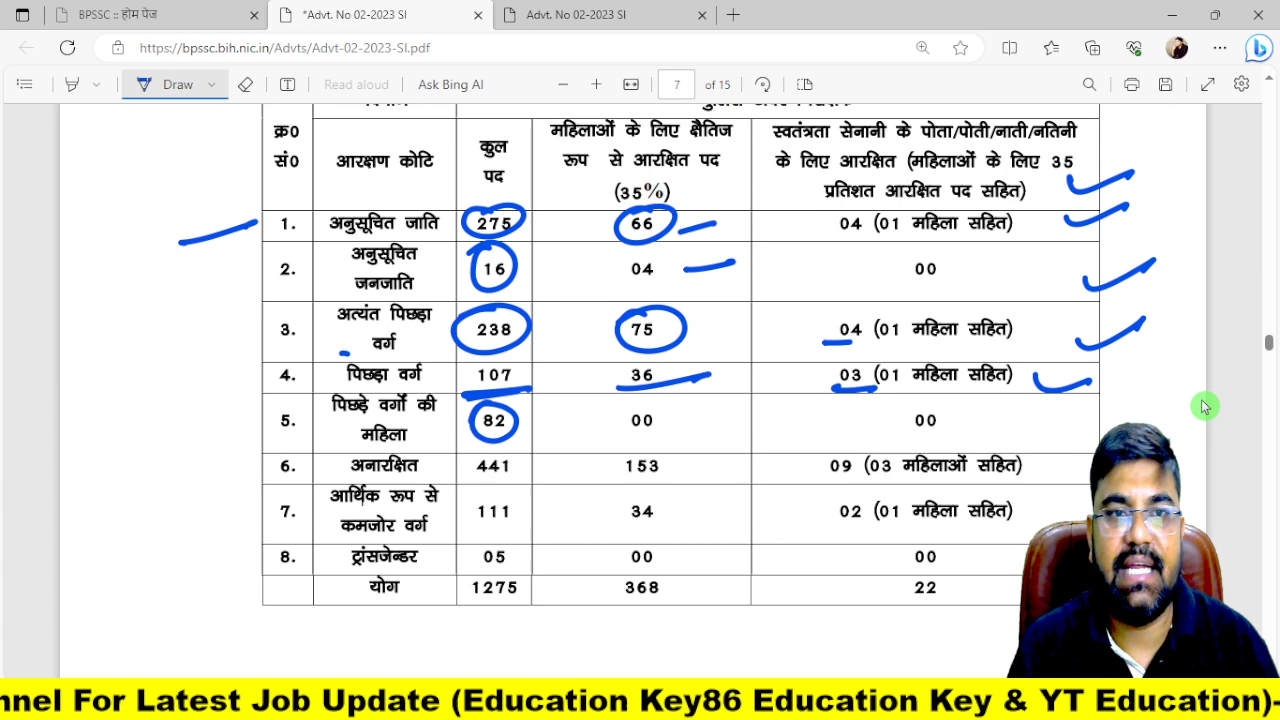 BPSSC :: होम पेज
*Advt. No 02-2023 SI
Advt. No 02-2023 SI
https://bpssc.bih.nic.in/Advts/Advt-02-2023-SI.pdf
Draw
Read aloud
Ask Bing AI
7
of 15
क्र0 सं0
आरक्षण कोटि
कुल पद
महिलाओं के लिए क्षैतिज
रूप से आरक्षित पद
(35%)
स्वतंत्रता सेनानी के पोता/पोती/नाती/नतिनी
के लिए आरक्षित (महिलाओं के लिए 35
प्रतिशत आरक्षित पद सहित)
1. अनुसूचित जाति 275 66 04 (01 महिला सहित)
2. अनुसूचित जनजाति 16 04 00
3. अत्यंत पिछड़ा वर्ग 238 75 04 (01 महिला सहित)
4. पिछड़ा वर्ग 107 36 03 (01 महिला सहित)
5. पिछड़े वर्गों की महिला 82 00 00
6. अनारक्षित 441 153 09 (03 महिलाओं सहित)
7. आर्थिक रूप से कमजोर वर्ग 111 34 02 (01 महिला सहित)
8. ट्रांसजेन्डर 05 00 00
योग 1275 368 22
nnel For Latest Job Update (Education Key86 Education Key & YT Education)-